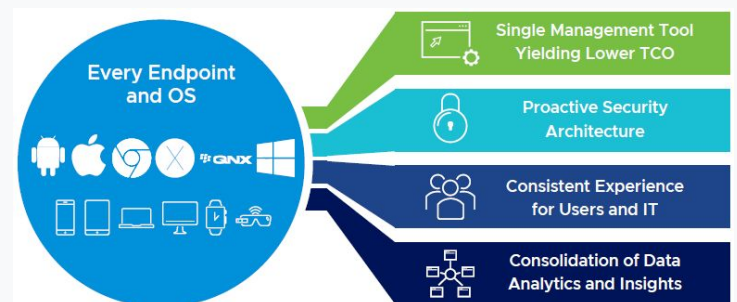 Every Endpoint
and OS
X
QNX
Single Management Tool
Yielding Lower TCO
Proactive Security
Architecture
Consistent Experience
for Users and IT
Consolidation of Data
Analytics and Insights